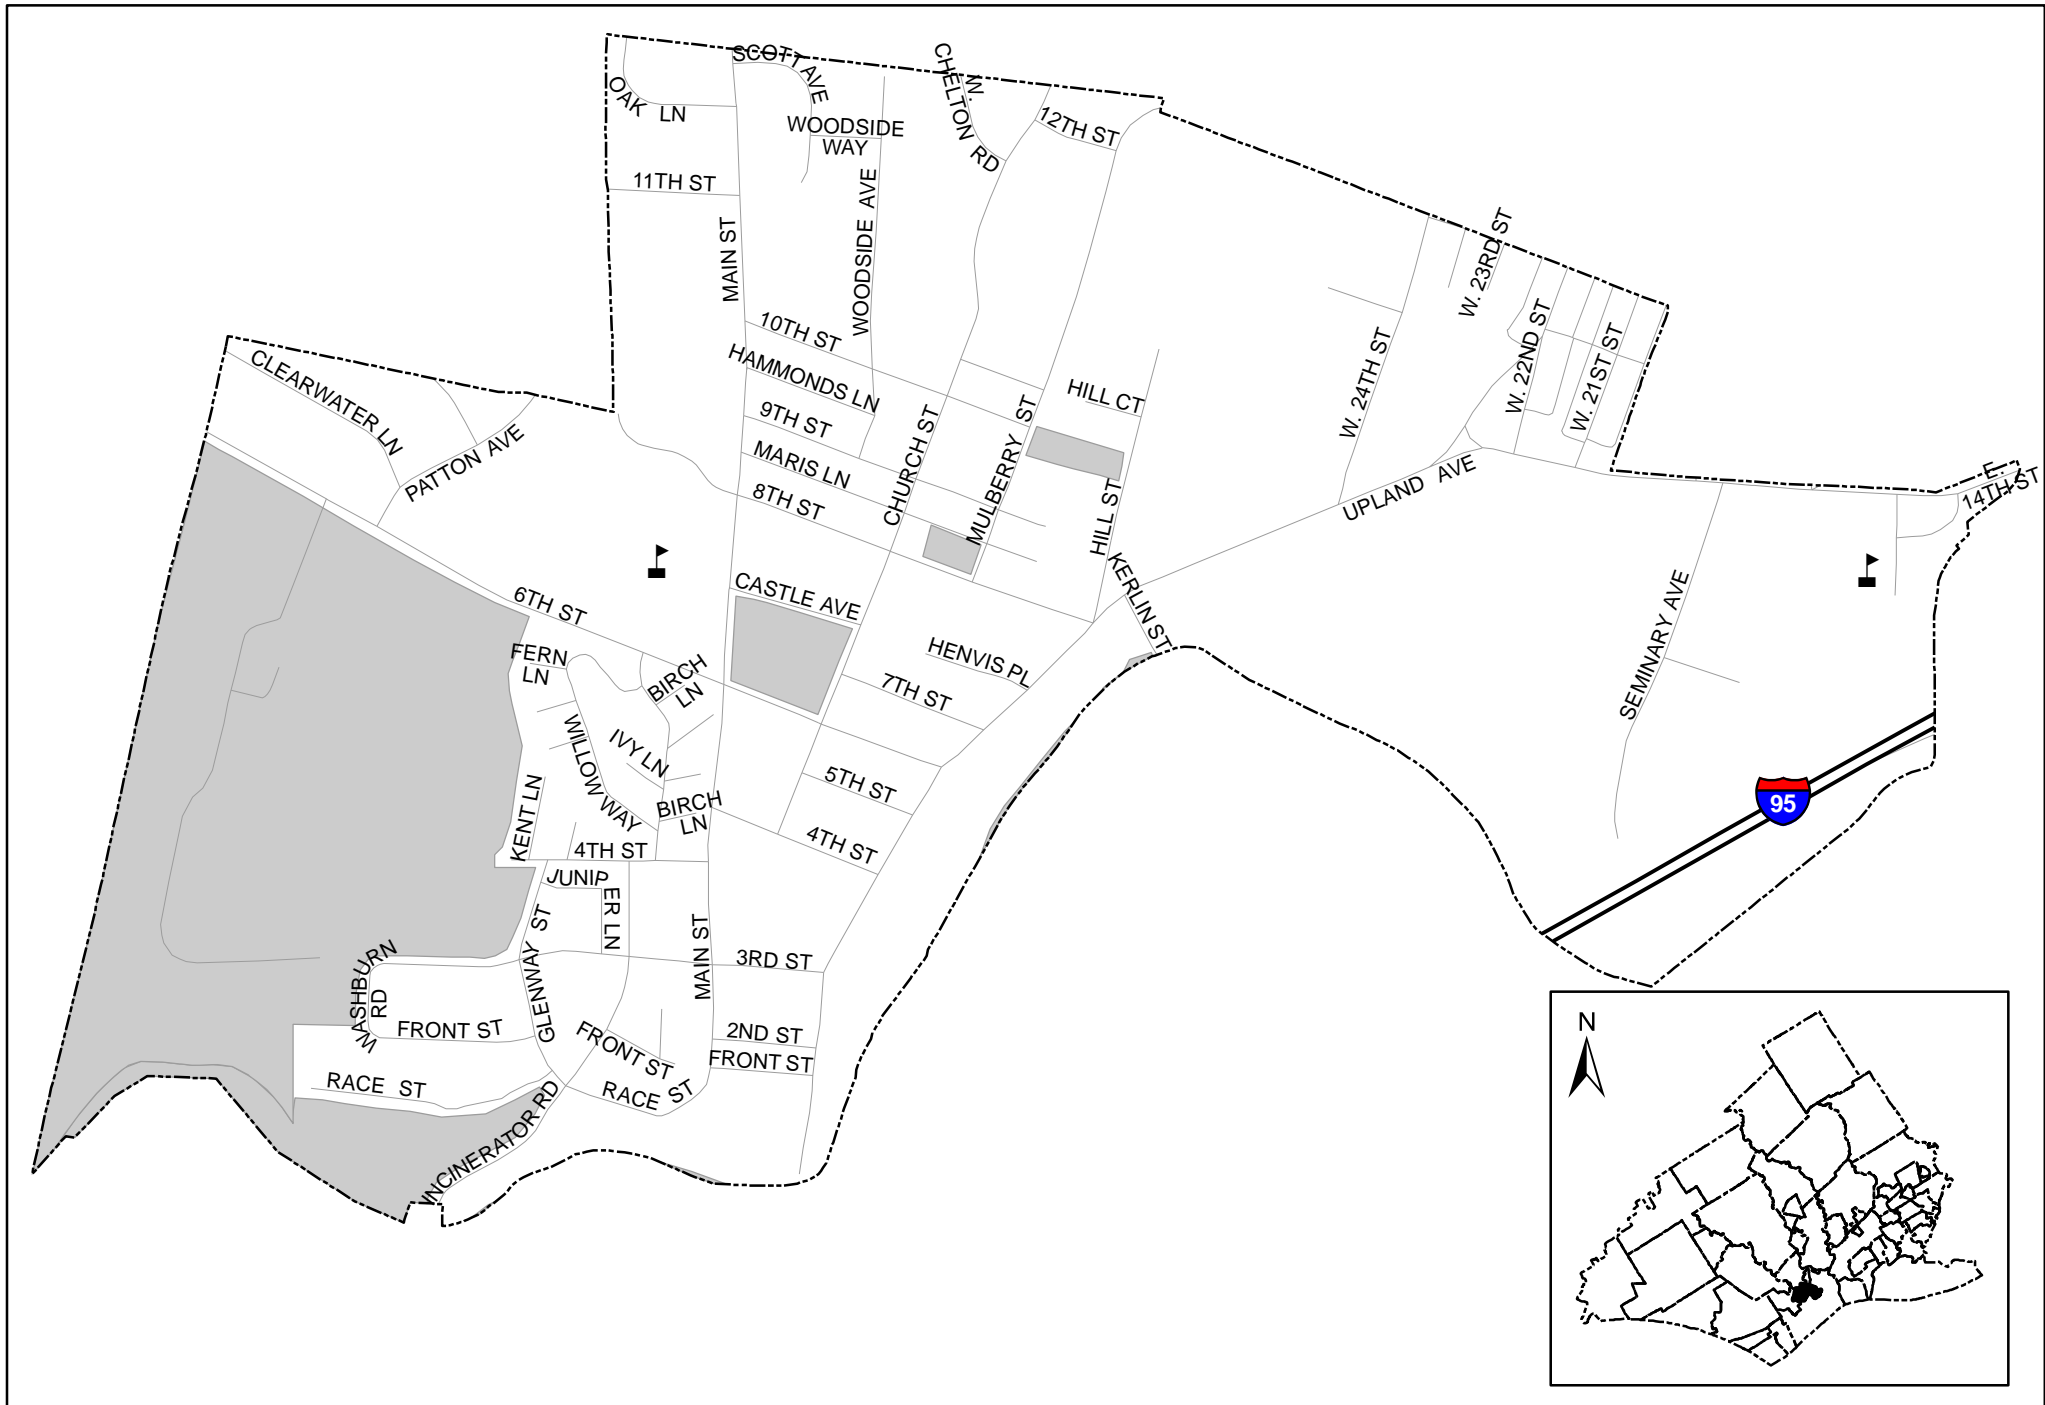 SCOTT AVE
OAK LN
W.
CHELTON RD
WOODSIDE
WAY
12TH ST
11TH ST
MAIN ST
WOODSIDE AVE
W. 23RD ST
10TH ST
HAMMONDS LN
9TH ST
MARIS LN
8TH ST
CHURCH ST
MULBERRY ST
HILL CT
HILL ST
W. 24TH ST
W. 22ND ST
W. 21ST ST
UPLAND AVE
E.
14TH ST
CLEARWATER LN
PATTON AVE
6TH ST
CASTLE AVE
KERLIN ST
SEMINARY AVE
FERN
LN
BIRCH
LN
HENVIS PL
7TH ST
WILLOW WAY
IVY LN
KENT LN
BIRCH
LN
5TH ST
4TH ST
4TH ST
95
JUNIP
ER LN
GLENWAY ST
MAIN ST
3RD ST
WASHBURN
RD
FRONT ST
FRONT ST
2ND ST
FRONT ST
RACE ST
RACE ST
INCINERATOR RD
N